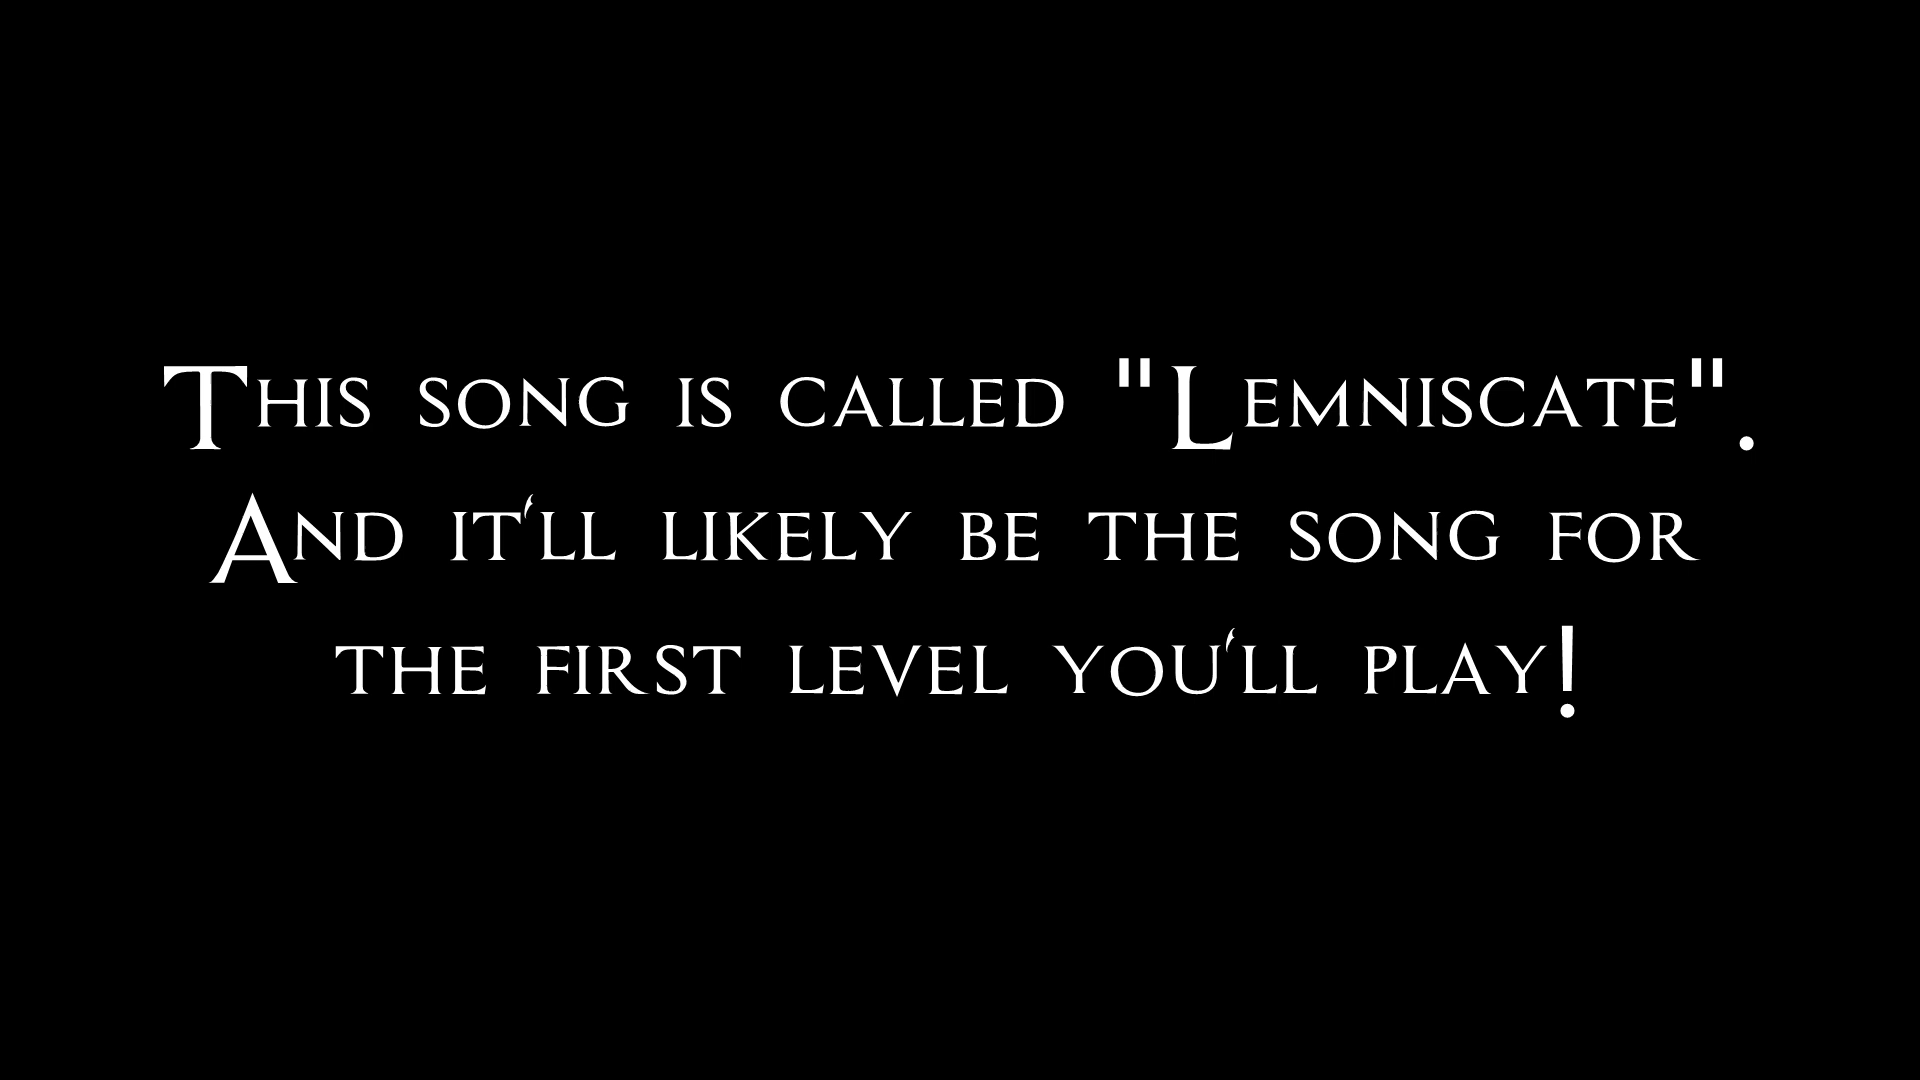 This song is called "Lemniscate".
And it'll likely be the song for
the first level you'll play!